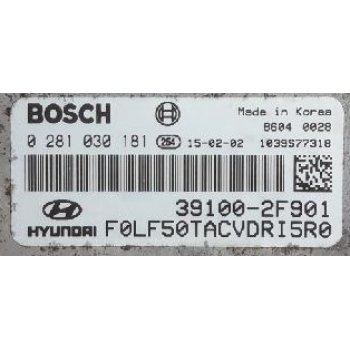 BOSCH Made in Korea
B604 0028
0 281 030 181 264 15-02-02 1039S77318
39100-2F901
HYUNDAI F0LF50TACVDRI5R0